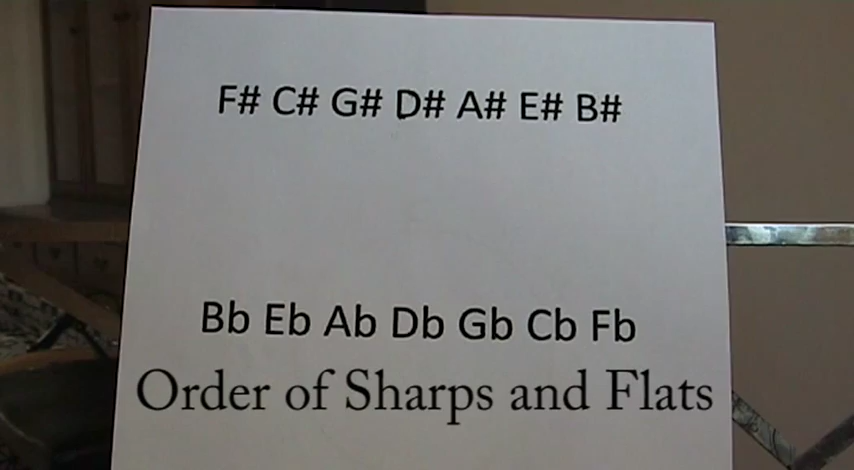 F# C# G# D# A# E# B#
Bb Eb Ab Db Gb Cb Fb
Order of Sharps and Flats